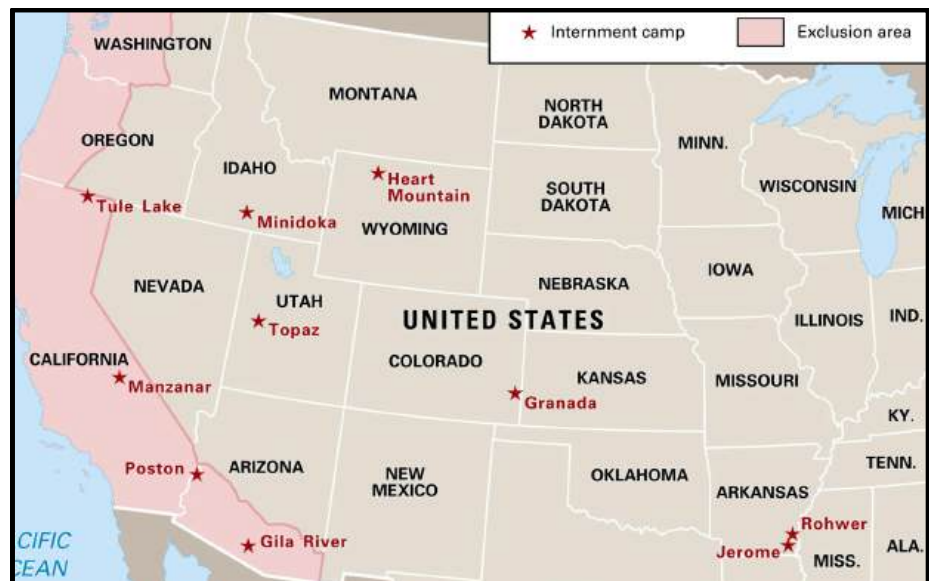 Internment camp
Exclusion area
WASHINGTON
MONTANA
NORTH
DAKOTA
MINN.
OREGON
IDAHO
Heart
Mountain
SOUTH
DAKOTA
WISCONSIN
MICH
Tule Lake
Minidoka
WYOMING
IOWA
NEVADA
UTAH
NEBRASKA
Topaz
UNITED STATES
ILLINOIS
IND.
CALIFORNIA
COLORADO
KANSAS
MISSOURI
Manzanar
Granada
KY.
Poston
ARIZONA
NEW
MEXICO
OKLAHOMA
TENN.
ARKANSAS
Rohwer
Gila River
Jerome
MISS.
ALA.
CIFIC
CEAN